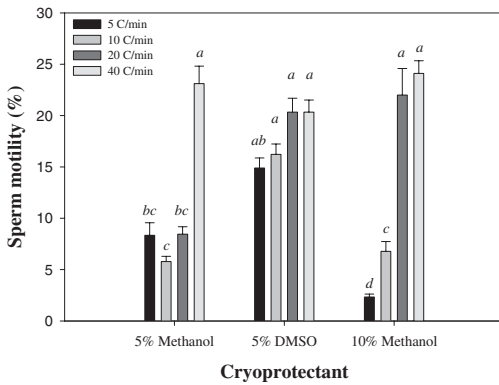 30
25
20
15
10
5
0
Sperm motility (%)
5 C/min
10 C/min
20 C/min
40 C/min
bc
c
bc
a
ab
a
a
a
d
c
a
a
5% Methanol
5% DMSO
10% Methanol
Cryoprotectant